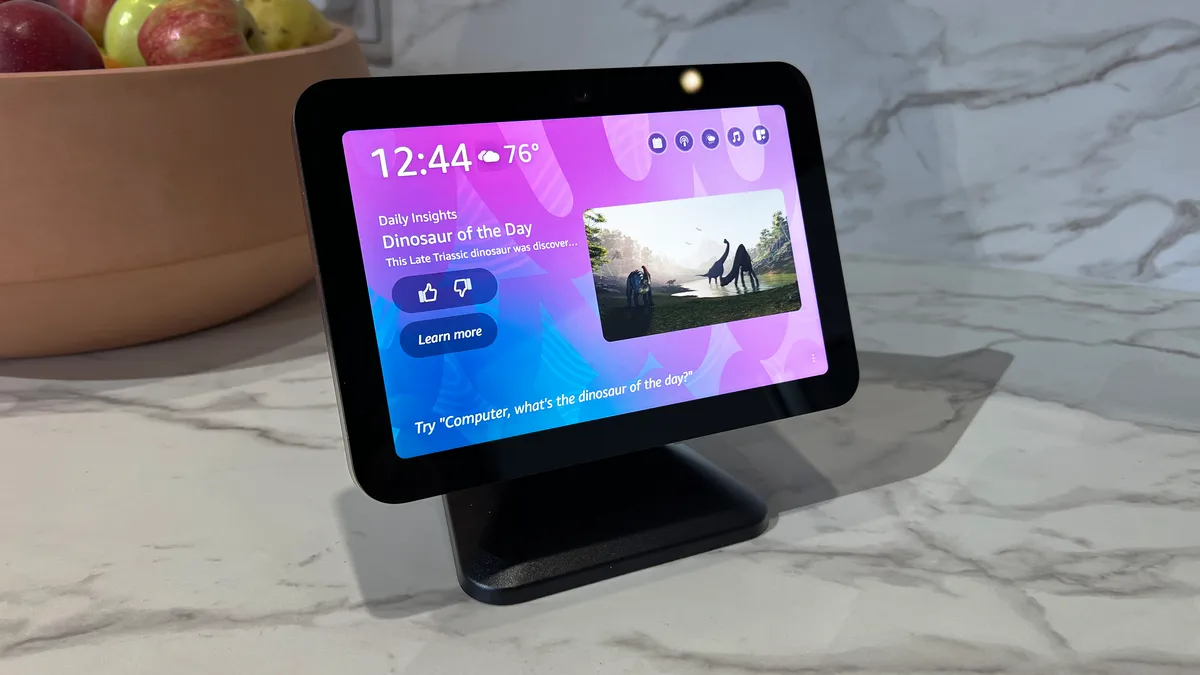 12:44 76°
Daily Insights
Dinosaur of the Day
This Late Triassic dinosaur was discover...
Learn more
Try "Computer, what's the dinosaur of the day?"